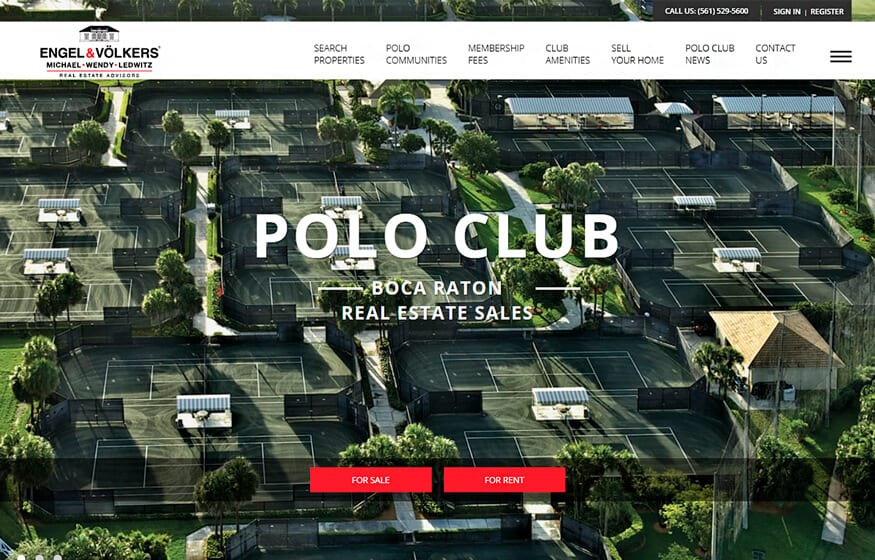 CALL US: (561) 529-5600
SIGN IN | REGISTER
ENGEL&VÖLKERS
MICHAEL·WENDY·LEDWITZ
REAL ESTATE ADVISORS
SEARCH
PROPERTIES
POLO
COMMUNITIES
MEMBERSHIP
FEES
CLUB
AMENITIES
SELL
YOUR HOME
POLO CLUB
NEWS
CONTACT
US
POLO CLUB
BOCA RATON
REAL ESTATE SALES
FOR SALE
FOR RENT